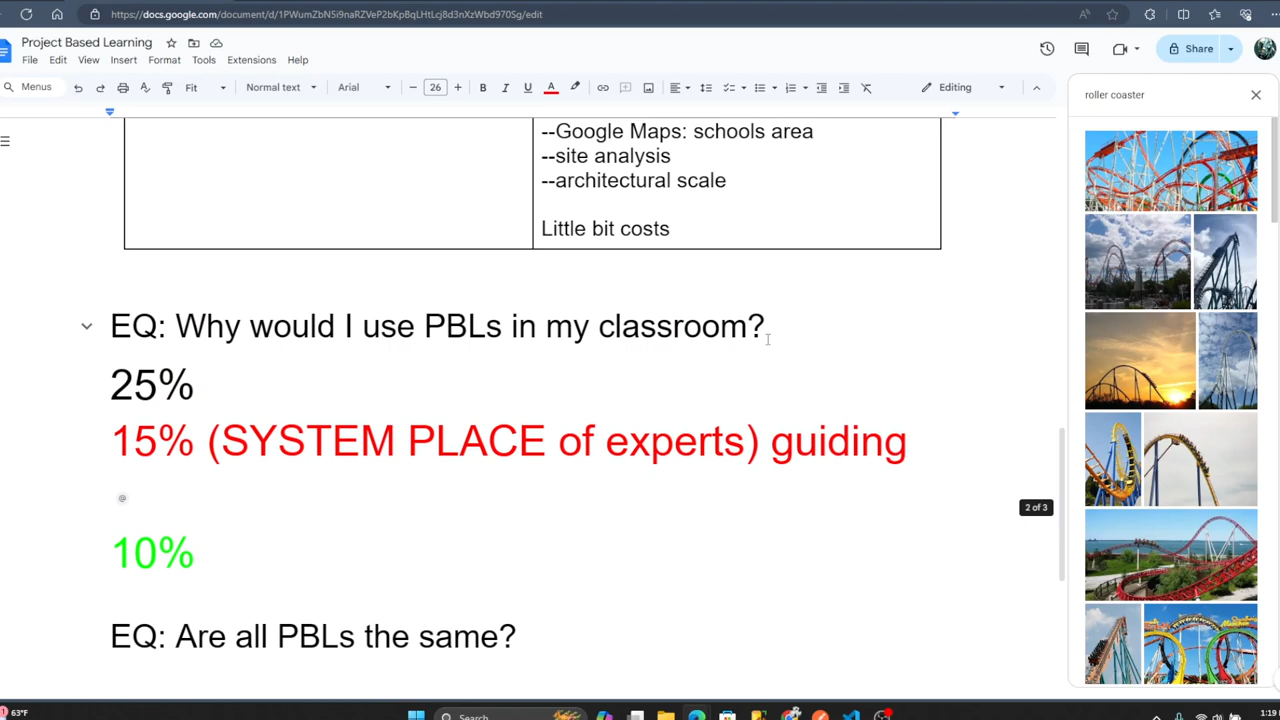 https://docs.google.com/document/d/1PWumZbN5i9naRZVeP2bKpBqLHtLcj8d3nXzWbd970Sg/edit
Project Based Learning
File Edit View Insert Format Tools Extensions Help
Share
Menus
Fit
Normal text
Arial
26
Editing
roller coaster
--Google Maps: schools area
--site analysis
--architectural scale
Little bit costs
EQ: Why would I use PBLs in my classroom?
25%
15% (SYSTEM PLACE of experts) guiding
@
2 of 3
10%
EQ: Are all PBLs the same?
63°F
Search
1:19